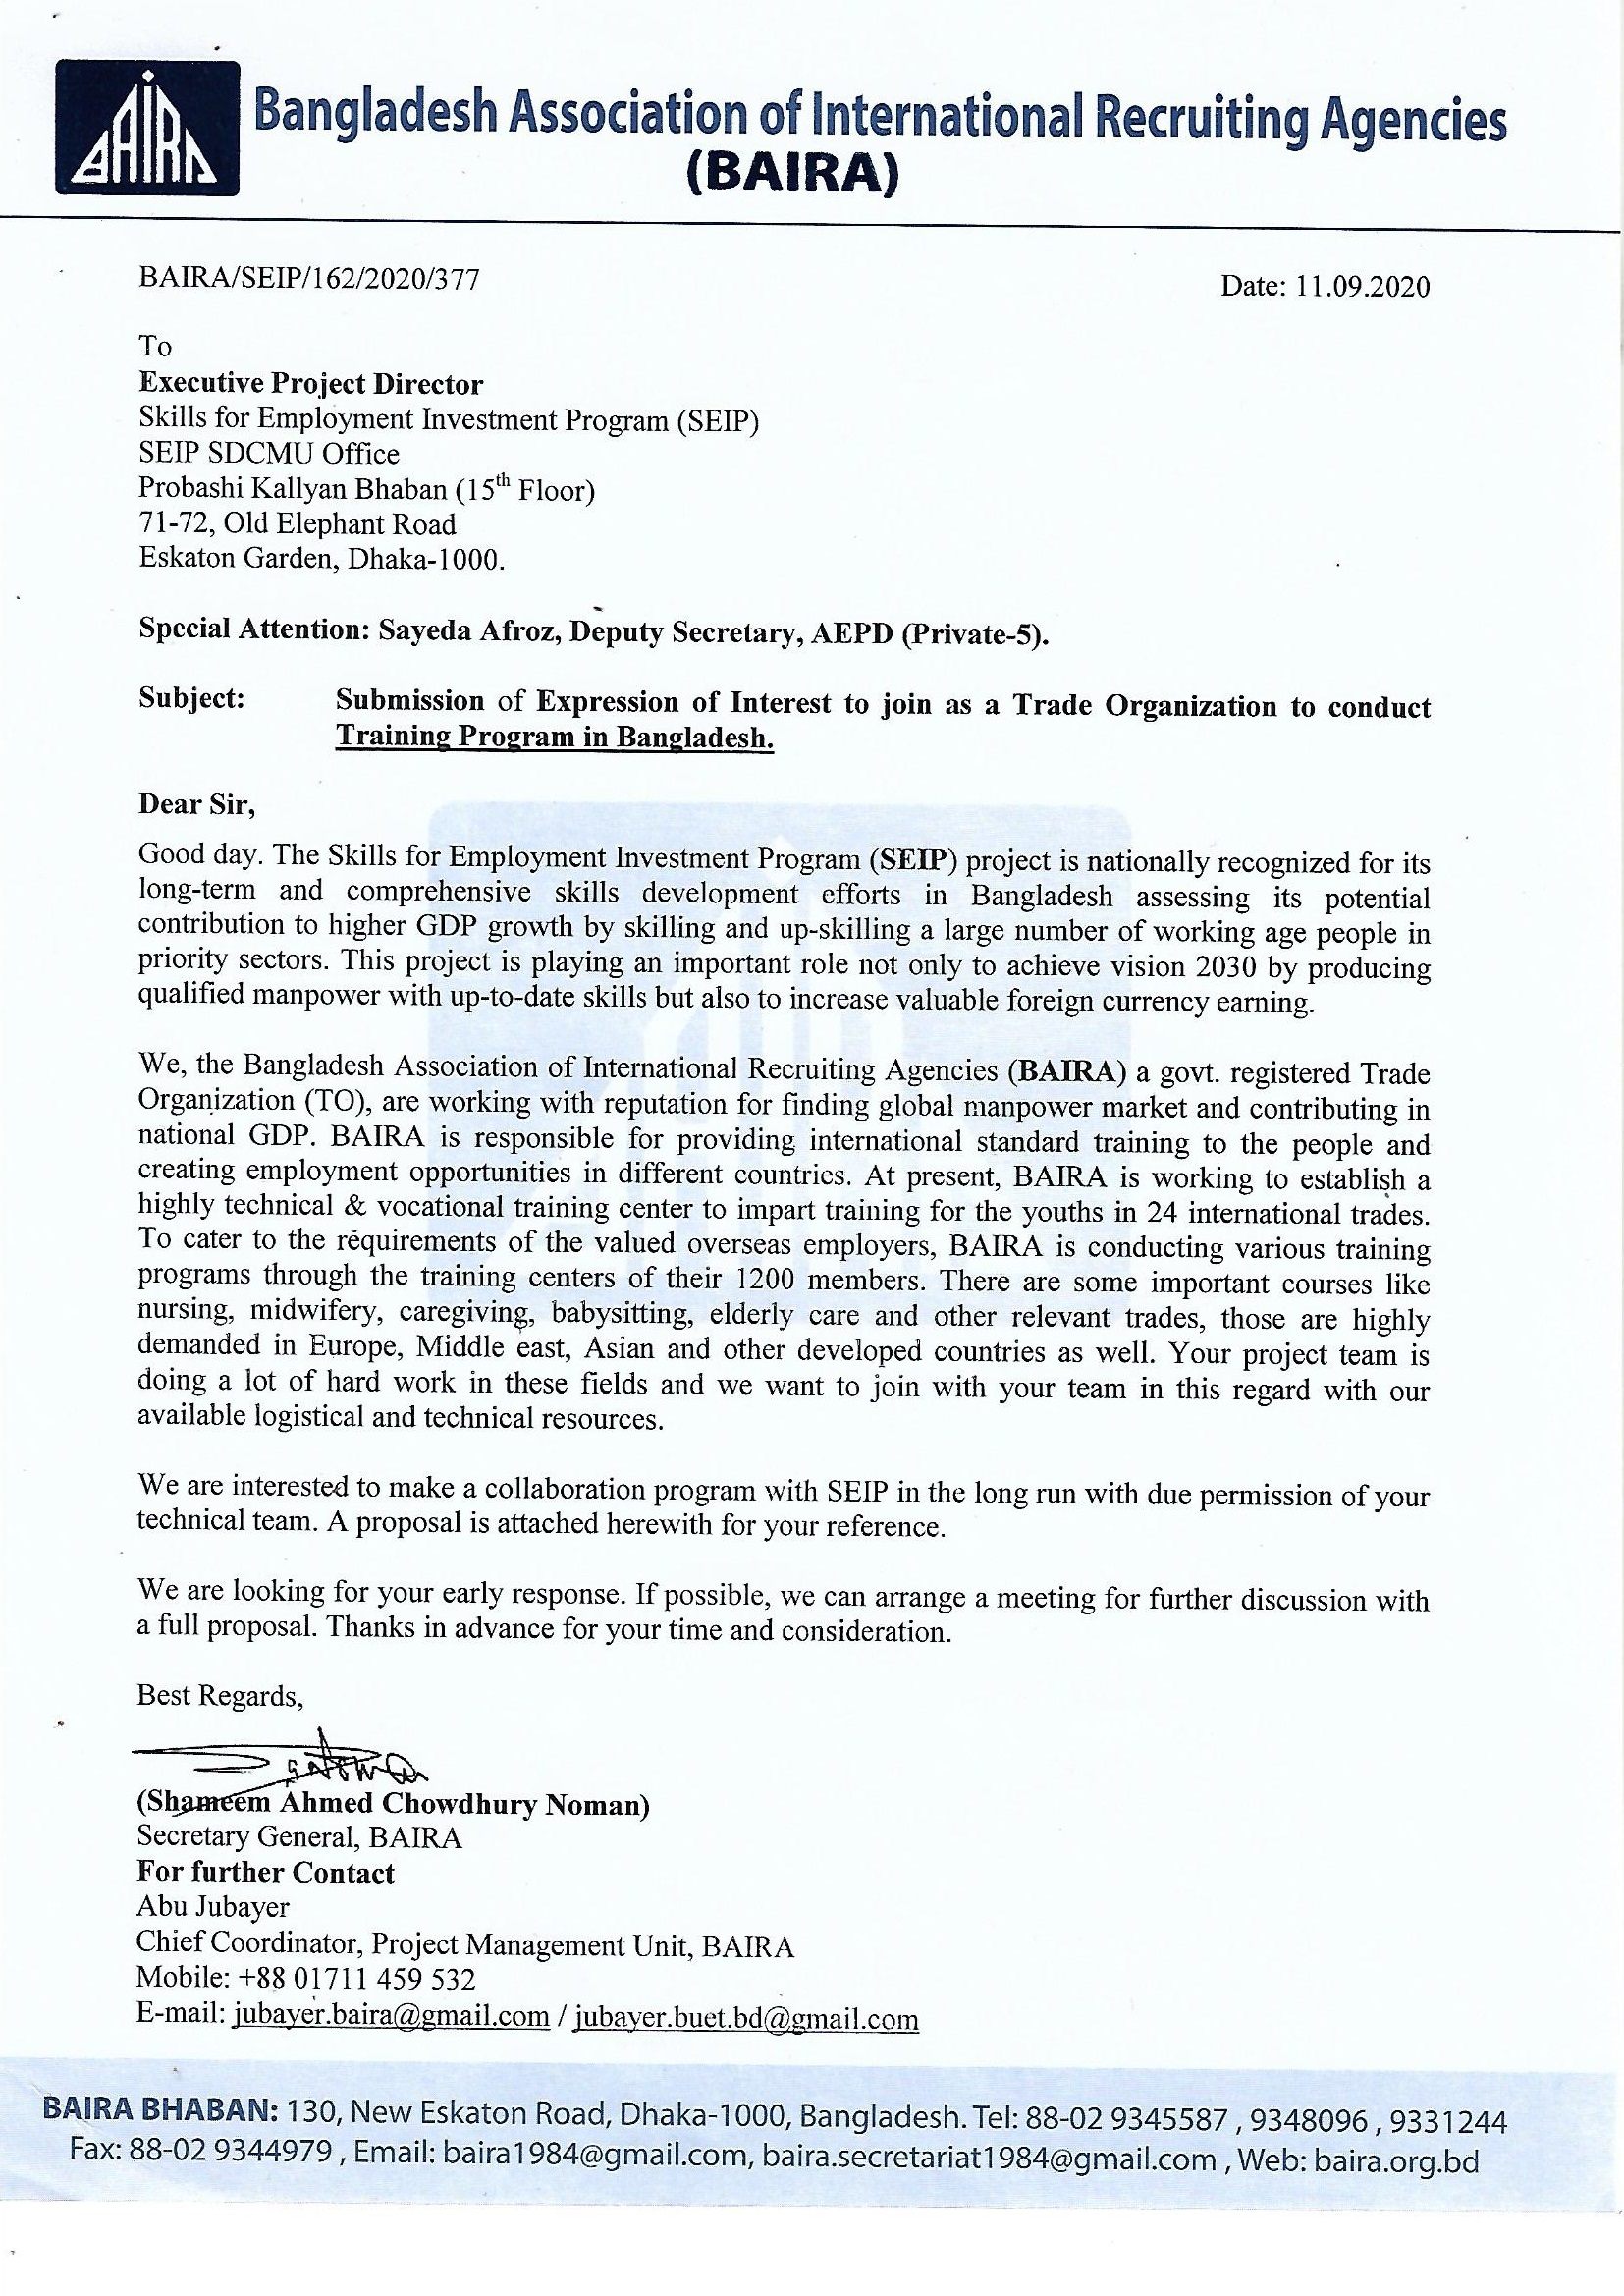 BAIRA
Bangladesh Association of International Recruiting Agencies
(BAIRA)
BAIRA/SEIP/162/2020/377
Date: 11.09.2020
To
Executive Project Director
Skills for Employment Investment Program (SEIP)
SEIP SDCMU Office
Probashi Kallyan Bhaban (15th Floor)
71-72, Old Elephant Road
Eskaton Garden, Dhaka-1000.
Special Attention: Sayeda Afroz, Deputy Secretary, AEPD (Private-5).
Subject: Submission of Expression of Interest to join as a Trade Organization to conduct
Training Program in Bangladesh.
Dear Sir,
Good day. The Skills for Employment Investment Program (SEIP) project is nationally recognized for its
long-term and comprehensive skills development efforts in Bangladesh assessing its potential
contribution to higher GDP growth by skilling and up-skilling a large number of working age people in
priority sectors. This project is playing an important role not only to achieve vision 2030 by producing
qualified manpower with up-to-date skills but also to increase valuable foreign currency earning.
We, the Bangladesh Association of International Recruiting Agencies (BAIRA) a govt. registered Trade
Organization (TO), are working with reputation for finding global manpower market and contributing in
national GDP. BAIRA is responsible for providing international standard training to the people and
creating employment opportunities in different countries. At present, BAIRA is working to establish a
highly technical & vocational training center to impart training for the youths in 24 international trades.
To cater to the requirements of the valued overseas employers, BAIRA is conducting various training
programs through the training centers of their 1200 members. There are some important courses like
nursing, midwifery, caregiving, babysitting, elderly care and other relevant trades, those are highly
demanded in Europe, Middle east, Asian and other developed countries as well. Your project team is
doing a lot of hard work in these fields and we want to join with your team in this regard with our
available logistical and technical resources.
We are interested to make a collaboration program with SEIP in the long run with due permission of your
technical team. A proposal is attached herewith for your reference.
We are looking for your early response. If possible, we can arrange a meeting for further discussion with
a full proposal. Thanks in advance for your time and consideration.
Best Regards,
(Shameem Ahmed Chowdhury Noman)
Secretary General, BAIRA
For further Contact
Abu Jubayer
Chief Coordinator, Project Management Unit, BAIRA
Mobile: +88 01711 459 532
E-mail: jubayer.baira@gmail.com / jubayer.buet.bd@gmail.com
BAIRA BHABAN: 130, New Eskaton Road, Dhaka-1000, Bangladesh. Tel: 88-02 9345587 , 9348096 , 9331244
Fax: 88-02 9344979 , Email: baira1984@gmail.com, baira.secretariat1984@gmail.com , Web: baira.org.bd